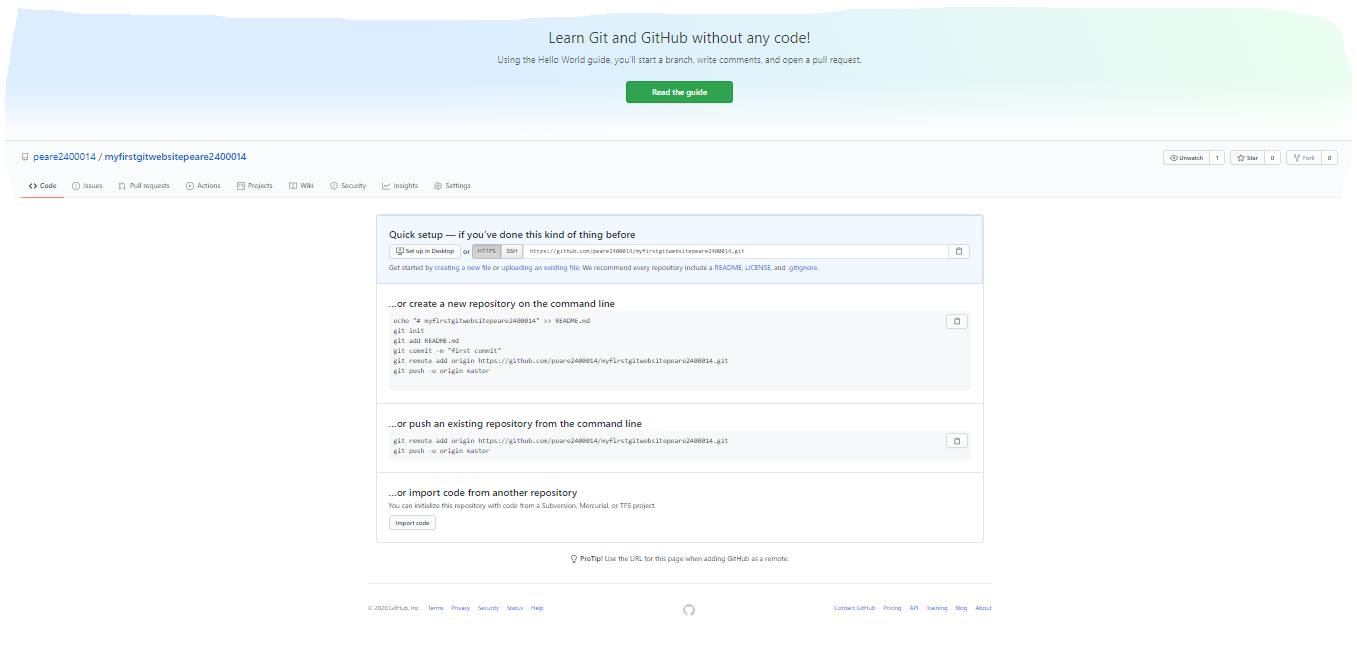 Learn Git and GitHub without any code!
Using the Hello World guide, you'll start a branch, write comments, and open a pull request.
Read the guide
peare2400014 / myfirstgitwebsitepeare2400014
Unwatch 1 Star 0 Fork 0
Code Issues Pull requests Actions Projects Wiki Security Insights Settings
Quick setup — if you've done this kind of thing before
Set up in Desktop or HTTPS SSH https://github.com/peare2400014/myfirstgitwebsitepeare2400014.git
Get started by creating a new file or uploading an existing file. We recommend every repository include a README, LICENSE, and .gitignore.
…or create a new repository on the command line
echo "# myfirstgitwebsitepeare2400014" >> README.md
git init
git add README.md
git commit -m "first commit"
git remote add origin https://github.com/peare2400014/myfirstgitwebsitepeare2400014.git
git push -u origin master
…or push an existing repository from the command line
git remote add origin https://github.com/peare2400014/myfirstgitwebsitepeare2400014.git
git push -u origin master
…or import code from another repository
You can initialize this repository with code from a Subversion, Mercurial, or TFS project.
Import code
ProTip! Use the URL for this page when adding GitHub as a remote.
© 2020 GitHub, Inc. Terms Privacy Security Status Help Contact GitHub Pricing API Training Blog About